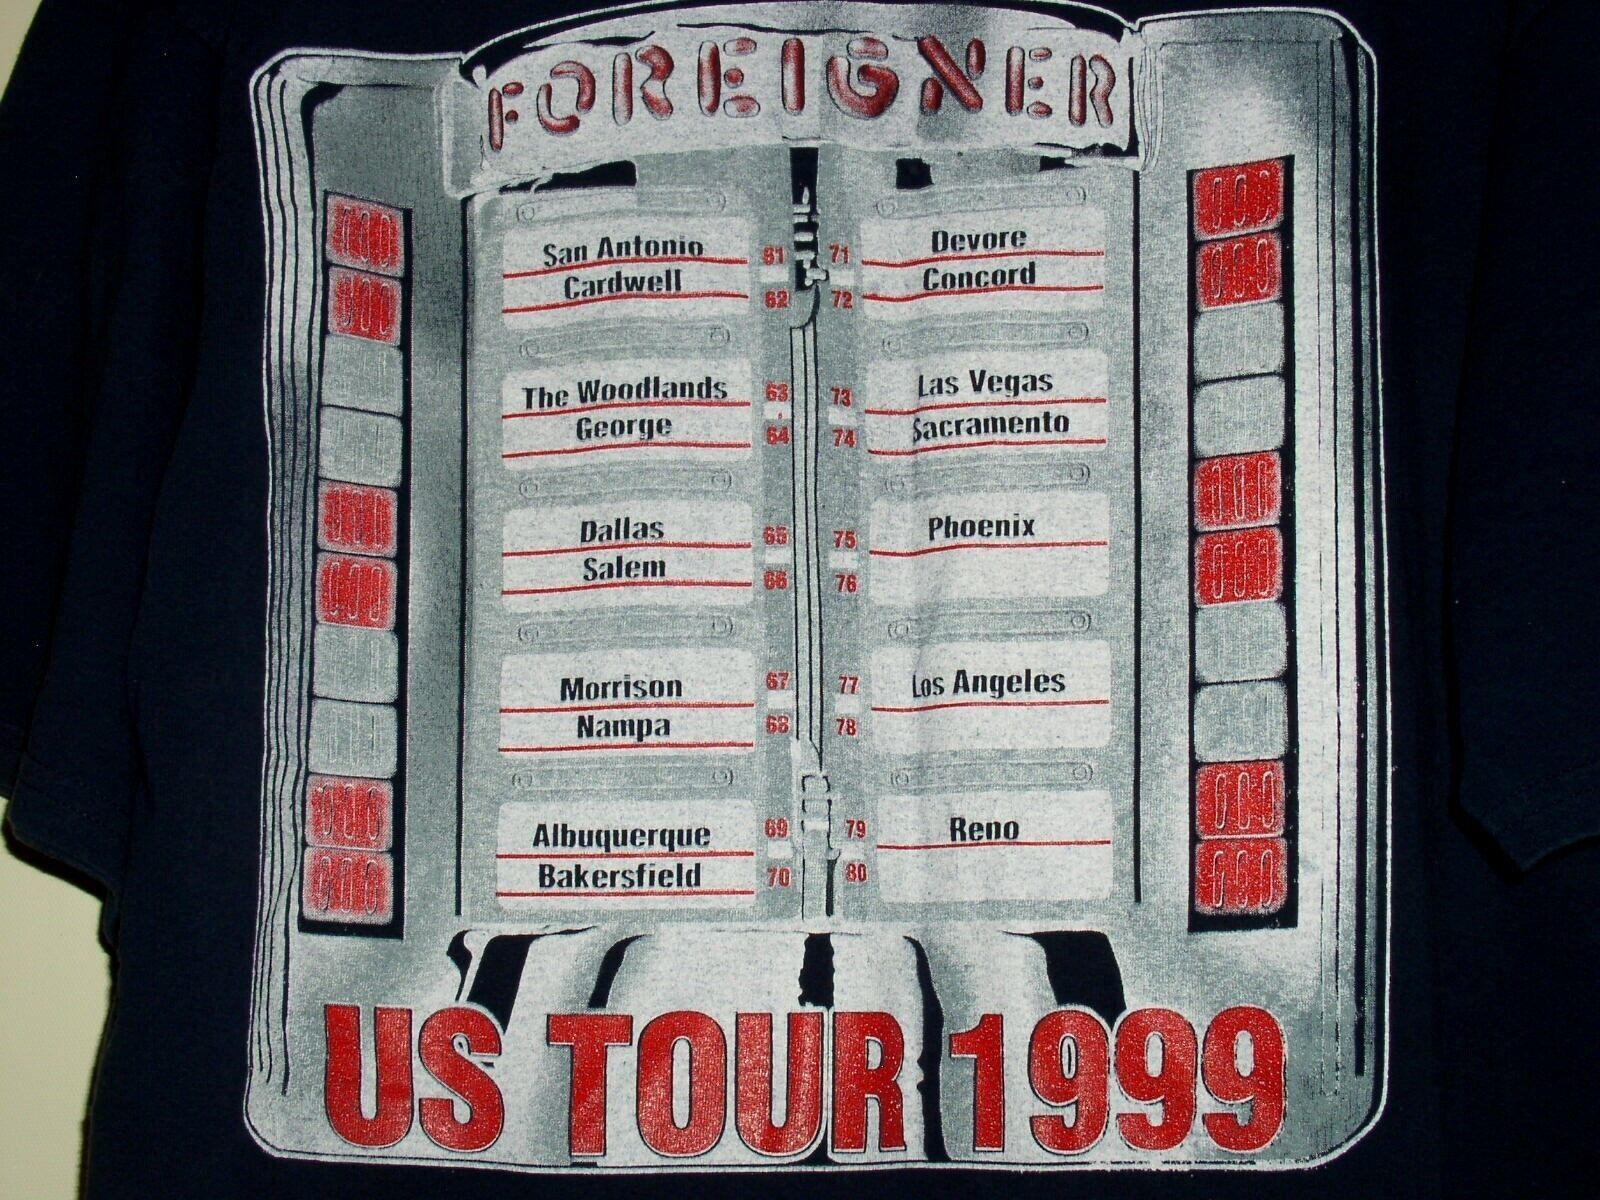 FOREIGNER
San Antonio 61
Cardwell 62
The Woodlands 63
George 64
Dallas 65
Salem 66
Morrison 67
Nampa 68
Albuquerque 69
Bakersfield 70
71 Devore
72 Concord
73 Las Vegas
74 Sacramento
75 Phoenix
76
77 Los Angeles
78
79 Reno
80
US TOUR 1999